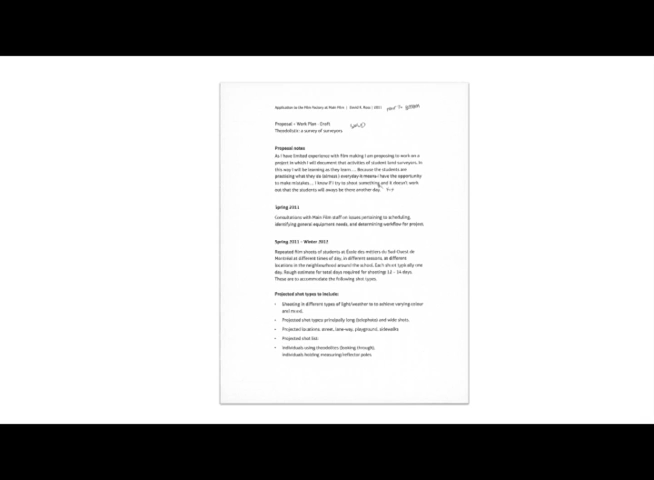 Application to the Film Factory at Main Film / David K. Ross / 2011
Proposal + Work Plan - Draft
Theodolitois: a survey of surveyors
Proposal notes
As I have limited experience with film making I am proposing to work on a
project in which I will document the activities of student land surveyors. In
this way I will be learning as they learn ... Because the students are
practising what they do (almost) everyday it means I have the opportunity
to make mistakes ... I know if I try to shoot something and it doesn't work
out that the students will always be there another day.
Spring 2011
Consultations with Main Film staff on issues pertaining to scheduling,
identifying general equipment needs, and determining workflow for project.
Spring 2011 - Winter 2012
Repeated film shoots of students at École des métiers du Sud-Ouest de
Montréal at different times of day, in different seasons, at different
locations in the neighbourhood around the school. Each shoot typically one
day. Rough estimate for total days required for shooting: 12 - 14 days.
These are to accommodate the following shot types.
Projected shot types to include:
• Shooting in different types of light/weather to to achieve varying colour
and mood.
• Projected shot types: principally long (telephoto) and wide shots.
• Projected locations: street, lane-way, playground, sidewalks
• Projected shot list:
• Individuals using theodolites (looking through);
Individuals holding measuring/reflector poles